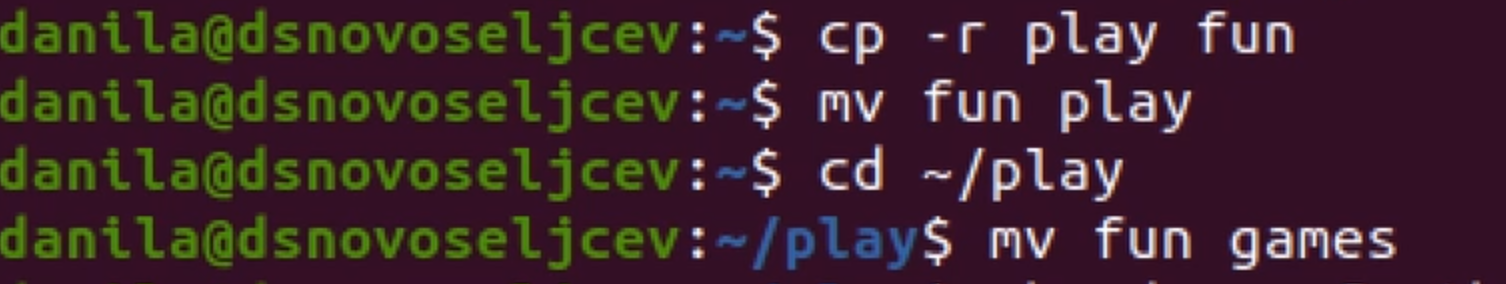 danila@dsnovoseljcev:~$ cp -r play fun
danila@dsnovoseljcev:~$ mv fun play
danila@dsnovoseljcev:~$ cd ~/play
danila@dsnovoseljcev:~/play$ mv fun games